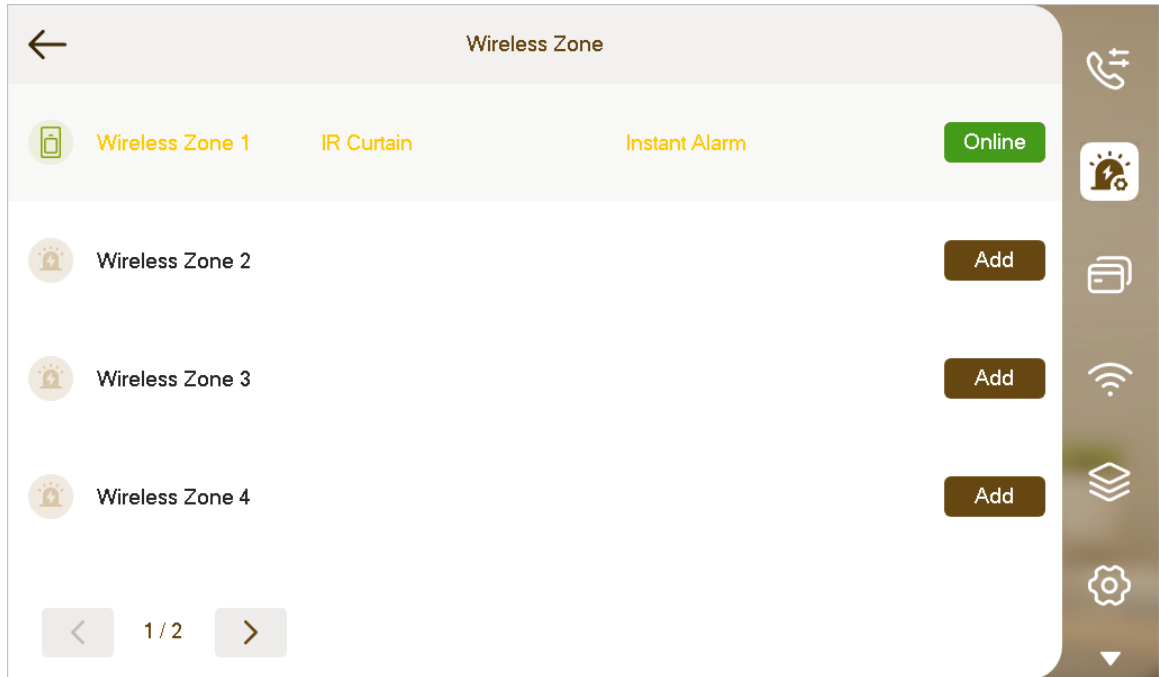 Wireless Zone
Wireless Zone 1 IR Curtain Instant Alarm Online
Wireless Zone 2 Add
Wireless Zone 3 Add
Wireless Zone 4 Add
1 / 2